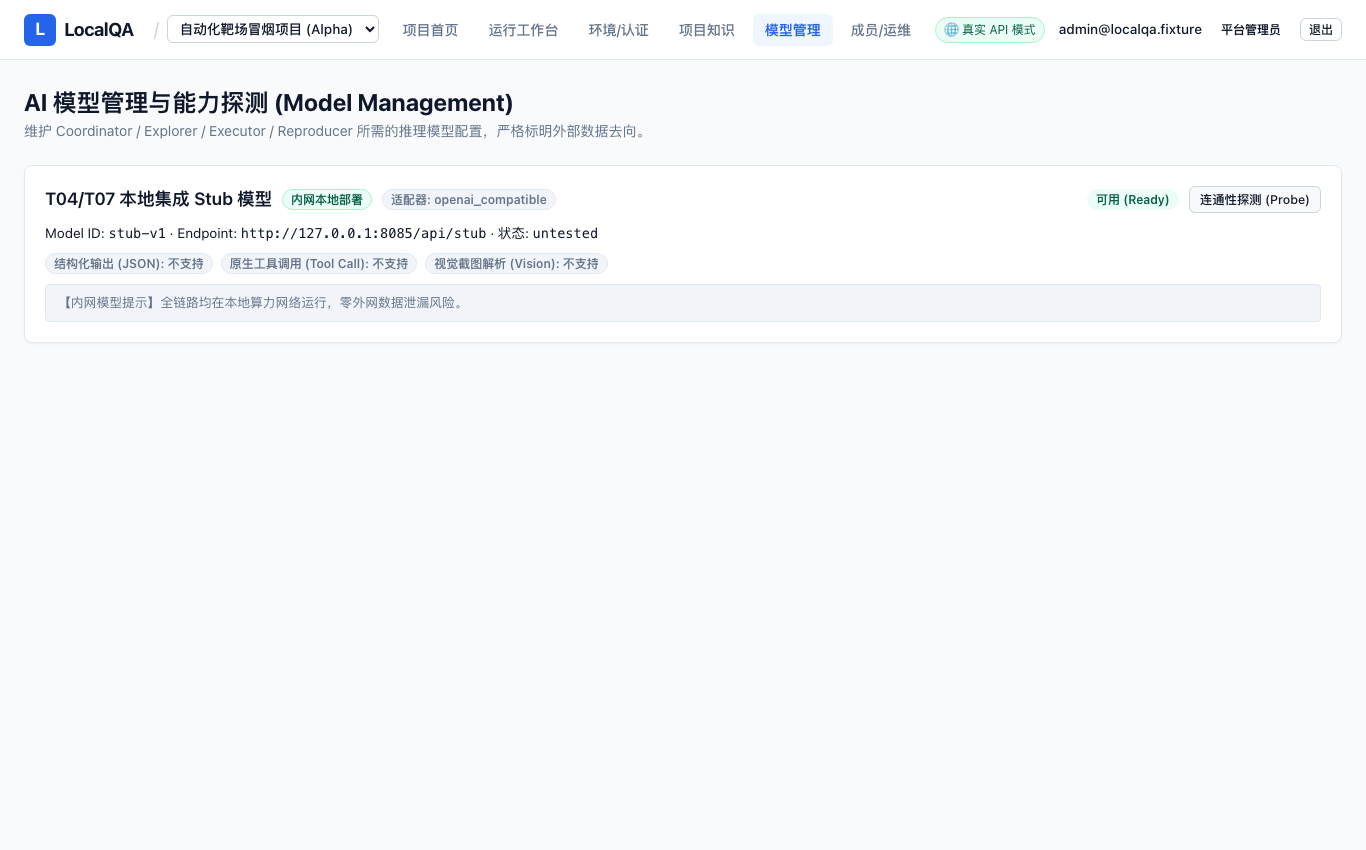 L LocalQA / 自动化靶场冒烟项目 (Alpha) 项目首页 运行工作台 环境/认证 项目知识 模型管理 成员/运维 🌐 真实 API 模式 admin@localqa.fixture 平台管理员 退出
AI 模型管理与能力探测 (Model Management)
维护 Coordinator / Explorer / Executor / Reproducer 所需的推理模型配置，严格标明外部数据去向。
T04/T07 本地集成 Stub 模型 内网本地部署 适配器: openai_compatible 可用 (Ready) 连通性探测 (Probe)
Model ID: stub-v1 · Endpoint: http://127.0.0.1:8085/api/stub · 状态: untested
结构化输出 (JSON): 不支持 原生工具调用 (Tool Call): 不支持 视觉截图解析 (Vision): 不支持
【内网模型提示】全链路均在本地算力网络运行，零外网数据泄漏风险。